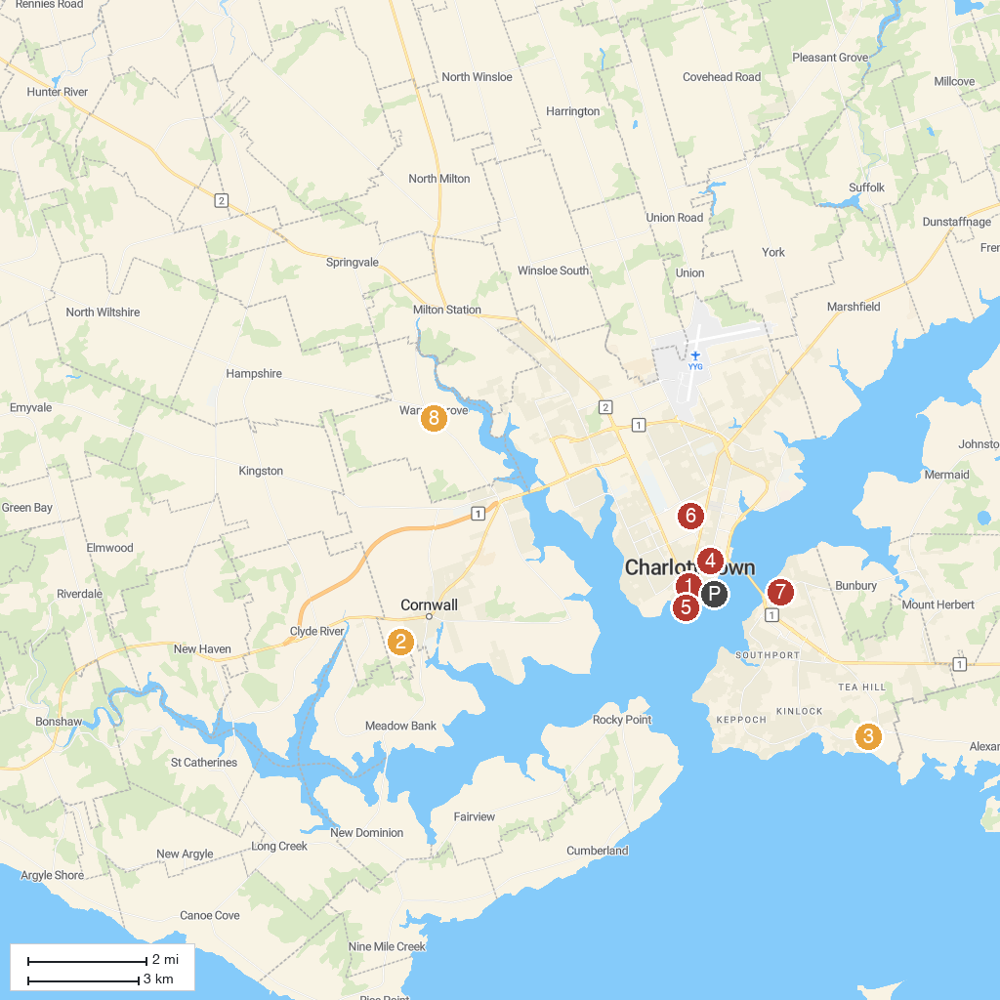 Rennies Road
Pleasant Grove
North Winsloe
Covehead Road
Millcove
Hunter River
Harrington
North Milton
Suffolk
2
Union Road
Dunstaffnage
York
Springvale
Winsloe South
Union
North Wiltshire
Milton Station
Marshfield
YYG
Hampshire
Emyvale
8
2
1
Kingston
Mermaid
Green Bay
1
6
Elmwood
4
Charlottetown
Riverdale
1
P
7
Bunbury
Cornwall
5
1
Mount Herbert
Clyde River
New Haven
2
SOUTHPORT
1
TEA HILL
Bonshaw
Meadow Bank
Rocky Point
KEPPOCH
KINLOCK
3
St Catherines
Fairview
New Dominion
Long Creek
New Argyle
Cumberland
Argyle Shore
Canoe Cove
Nine Mile Creek
2 mi
3 km